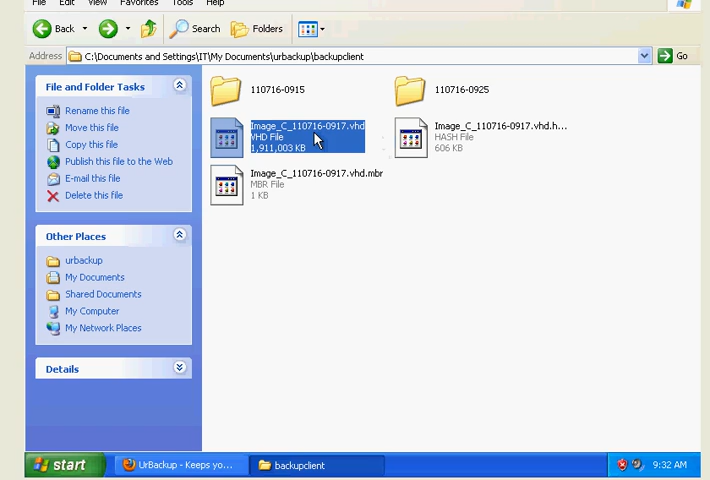 File Edit View Favorites Tools Help
Back Search Folders
Address C:\Documents and Settings\IT\My Documents\urbackup\backupclient Go
File and Folder Tasks
Rename this file
Move this file
Copy this file
Publish this file to the Web
E-mail this file
Delete this file
Other Places
urbackup
My Documents
Shared Documents
My Computer
My Network Places
Details
110716-0915
110716-0925
Image_C_110716-0917.vhd
VHD File
1,911,003 KB
Image_C_110716-0917.vhd.h...
HASH File
606 KB
Image_C_110716-0917.vhd.mbr
MBR File
1 KB
start UrBackup - Keeps yo... backupclient 9:32 AM